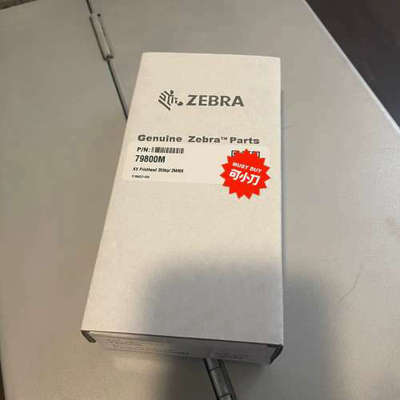 ZEBRA
Genuine Zebra™ Parts
P/N:
79800M
MUST BUY
可小刀